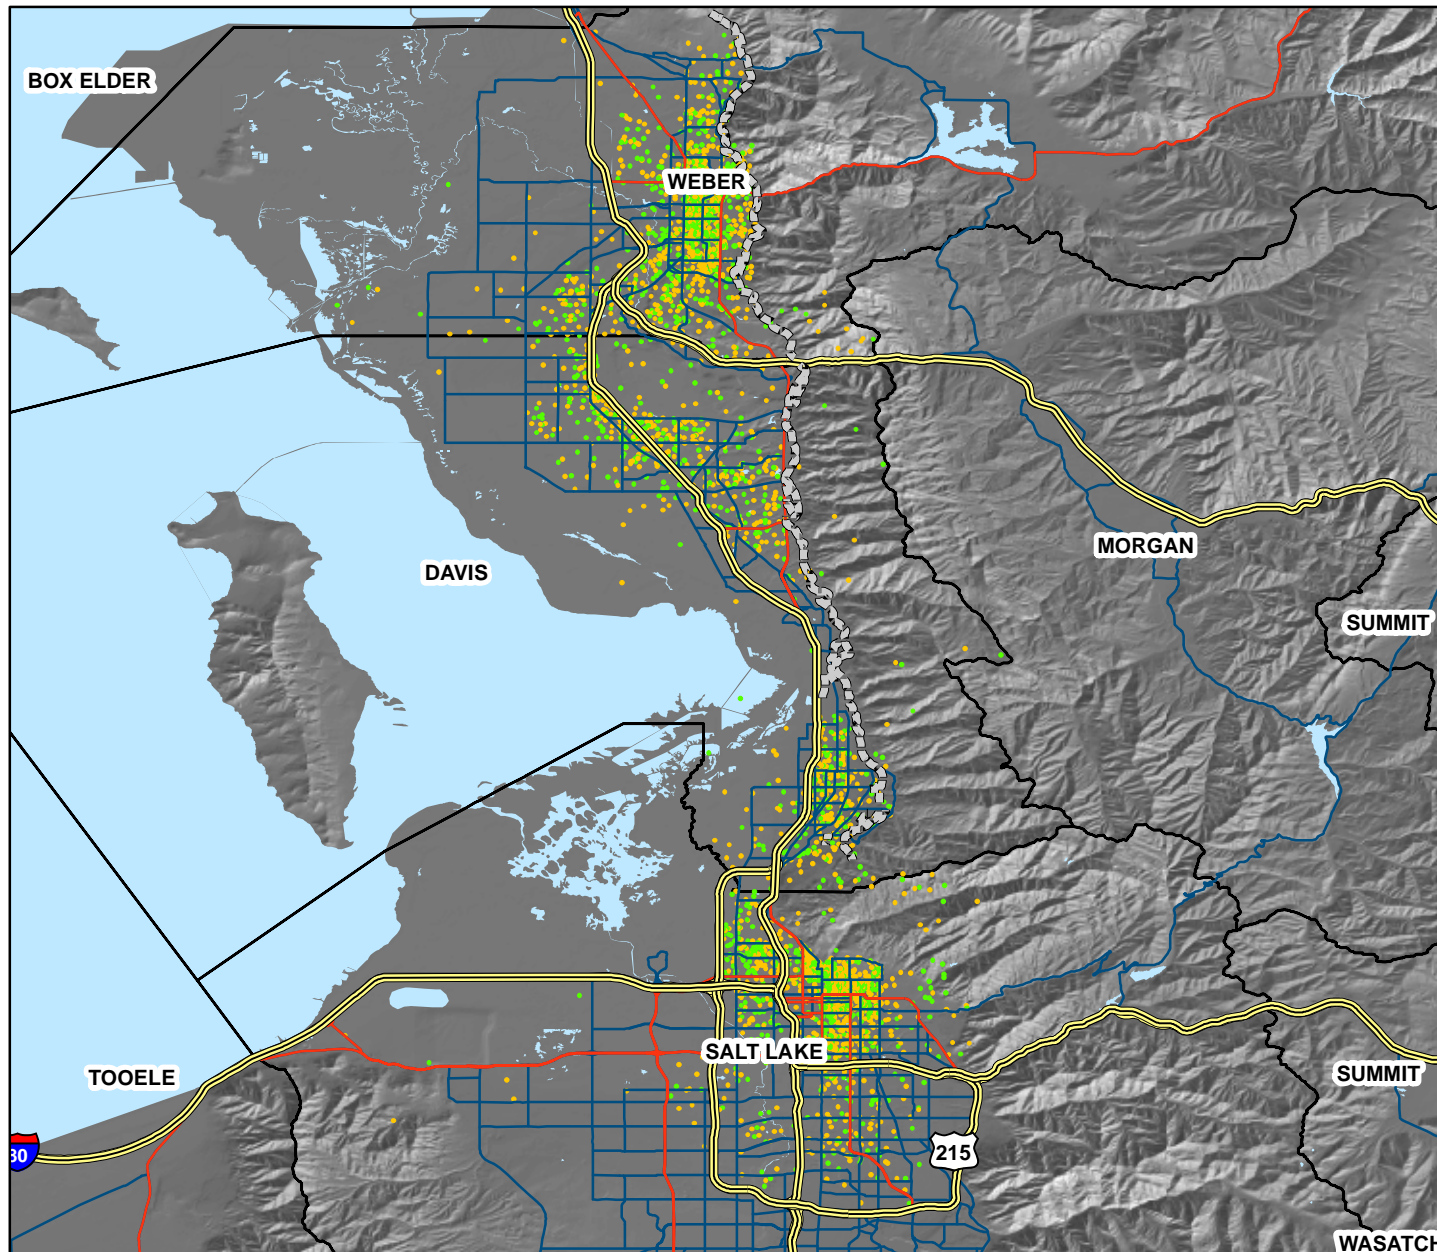 BOX ELDER
WEBER
DAVIS
MORGAN
SUMMIT
SALT LAKE
TOOELE
SUMMIT
80
215
WASATCH